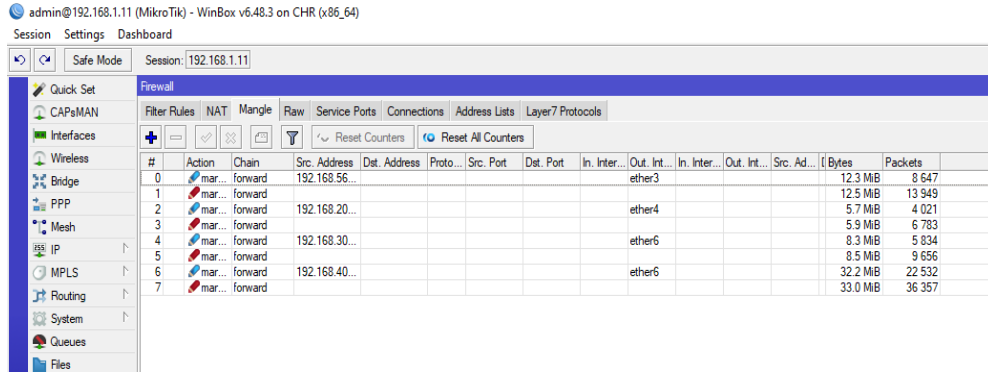 admin@192.168.1.11 (MikroTik) - WinBox v6.48.3 on CHR (x86_64)
Session Settings Dashboard
Safe Mode Session: 192.168.1.11
Quick Set
CAPsMAN
Interfaces
Wireless
Bridge
PPP
Mesh
IP
MPLS
Routing
System
Queues
Files
Firewall
Filter Rules NAT Mangle Raw Service Ports Connections Address Lists Layer7 Protocols
Reset Counters Reset All Counters
# Action Chain Src. Address Dst. Address Proto... Src. Port Dst. Port In. Inter... Out. Int... In. Inter... Out. Int... Src. Ad... Bytes Packets
0 mar... forward 192.168.56... ether3 12.3 MiB 8 647
1 mar... forward 12.5 MiB 13 949
2 mar... forward 192.168.20... ether4 5.7 MiB 4 021
3 mar... forward 5.9 MiB 6 783
4 mar... forward 192.168.30... ether6 8.3 MiB 5 834
5 mar... forward 8.5 MiB 9 656
6 mar... forward 192.168.40... ether6 32.2 MiB 22 532
7 mar... forward 33.0 MiB 36 357